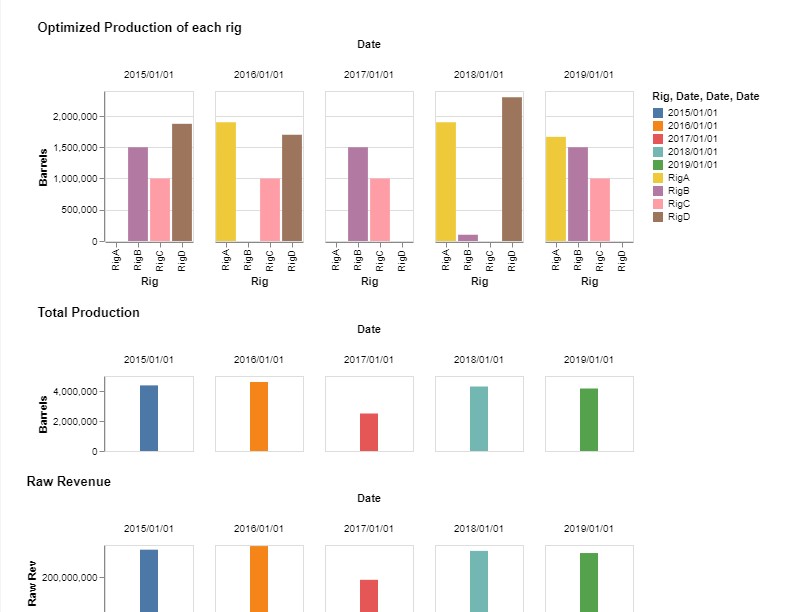 Optimized Production of each rig
Date
2015/01/01 2016/01/01 2017/01/01 2018/01/01 2019/01/01
Barrels
2,000,000
1,500,000
1,000,000
500,000
0
RigA RigB RigC RigD RigA RigB RigC RigD RigA RigB RigC RigD RigA RigB RigC RigD RigA RigB RigC RigD
Rig Rig Rig Rig Rig
Rig, Date, Date, Date
2015/01/01
2016/01/01
2017/01/01
2018/01/01
2019/01/01
RigA
RigB
RigC
RigD
Total Production
Date
2015/01/01 2016/01/01 2017/01/01 2018/01/01 2019/01/01
Barrels
4,000,000
2,000,000
0
Raw Revenue
Date
2015/01/01 2016/01/01 2017/01/01 2018/01/01 2019/01/01
Raw Rev
200,000,000